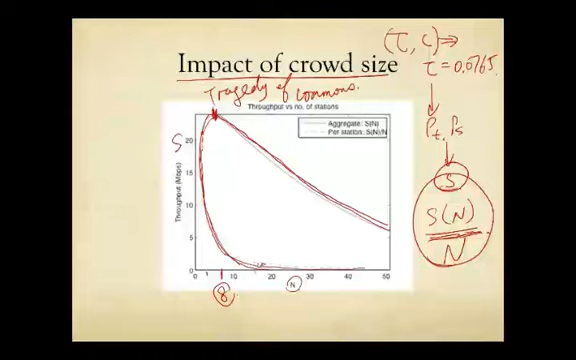 (τ, c) ⇒
Impact of crowd size
τ = 0.0765
Tragedy of commons.
Throughput vs no. of stations
Aggregate: S(N)
Per station: S(N)/N
Pt, Ps
S
S
S(N)
N
Throughput (Mbps)
20
15
10
5
0
0 10 20 30 40 50
8
N